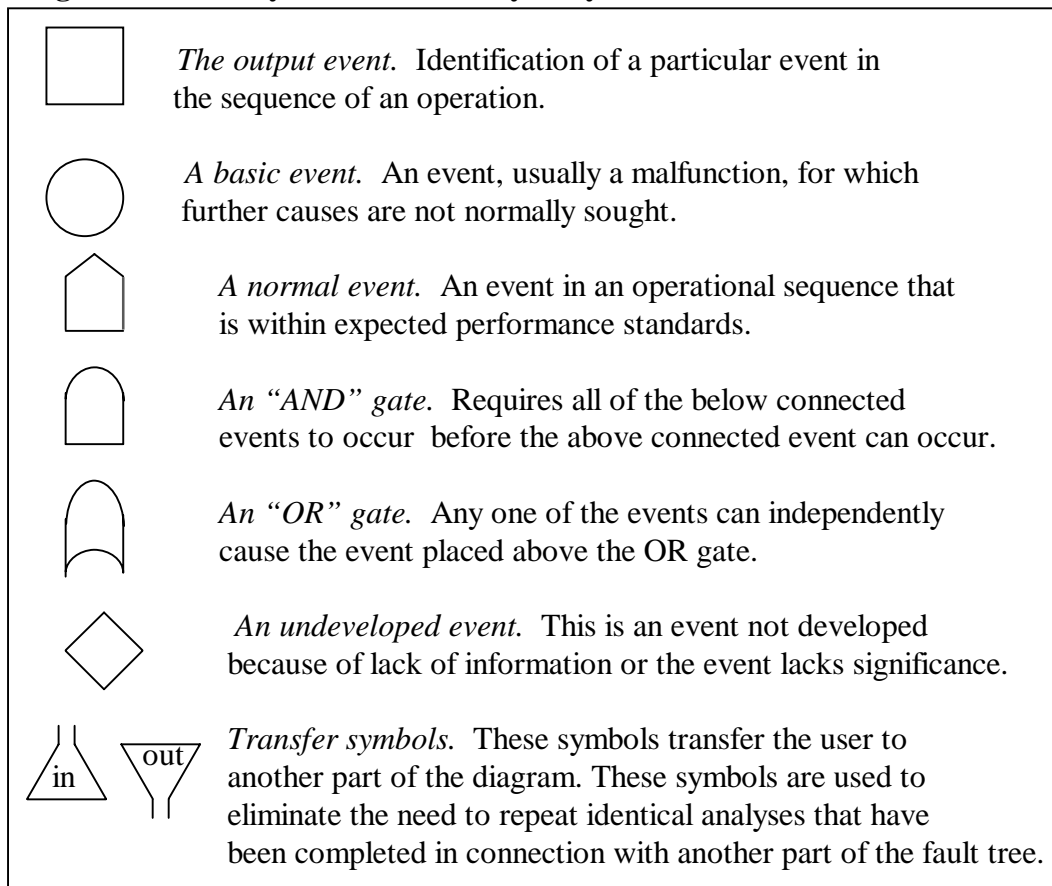 The output event. Identification of a particular event in
the sequence of an operation.
A basic event. An event, usually a malfunction, for which
further causes are not normally sought.
A normal event. An event in an operational sequence that
is within expected performance standards.
An “AND” gate. Requires all of the below connected
events to occur before the above connected event can occur.
An “OR” gate. Any one of the events can independently
cause the event placed above the OR gate.
An undeveloped event. This is an event not developed
because of lack of information or the event lacks significance.
in
out
Transfer symbols. These symbols transfer the user to
another part of the diagram. These symbols are used to
eliminate the need to repeat identical analyses that have
been completed in connection with another part of the fault tree.